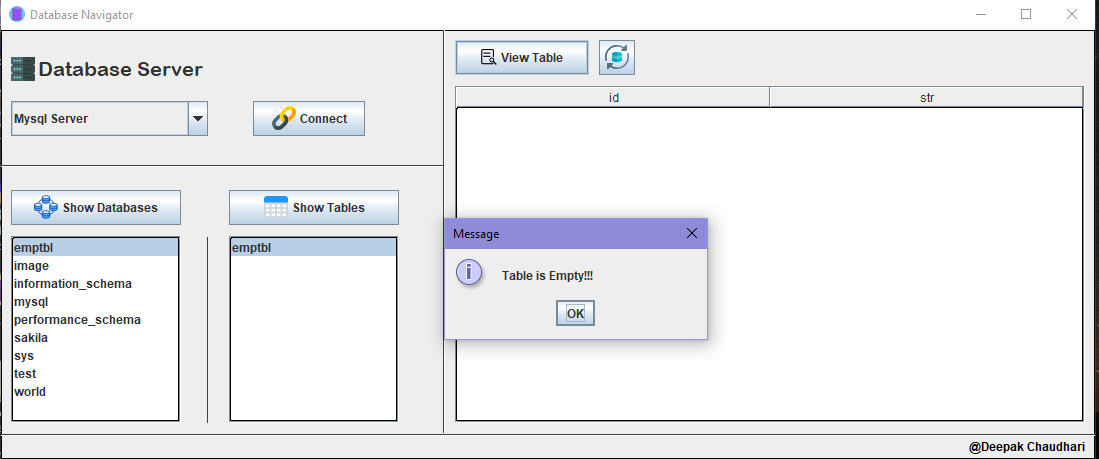 Database Navigator
Database Server
Mysql Server
Connect
Show Databases
Show Tables
emptbl
image
information_schema
mysql
performance_schema
sakila
sys
test
world
emptbl
View Table
id str
Message
Table is Empty!!!
OK
@Deepak Chaudhari